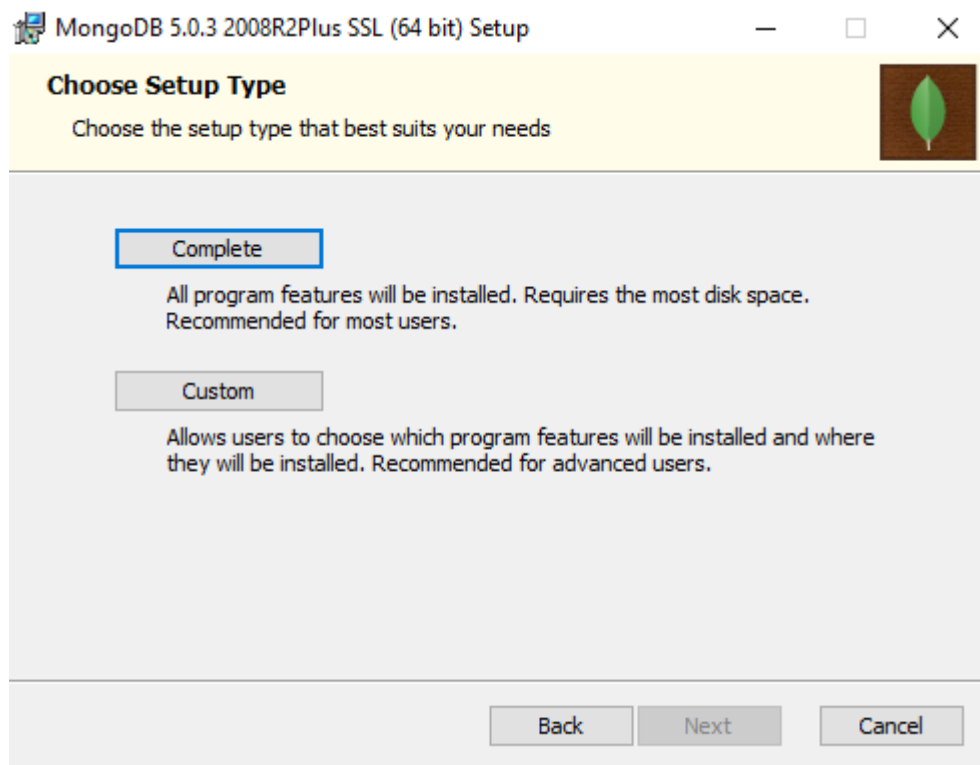 MongoDB 5.0.3 2008R2Plus SSL (64 bit) Setup
Choose Setup Type
Choose the setup type that best suits your needs
Complete
All program features will be installed. Requires the most disk space.
Recommended for most users.
Custom
Allows users to choose which program features will be installed and where
they will be installed. Recommended for advanced users.
Back Next Cancel